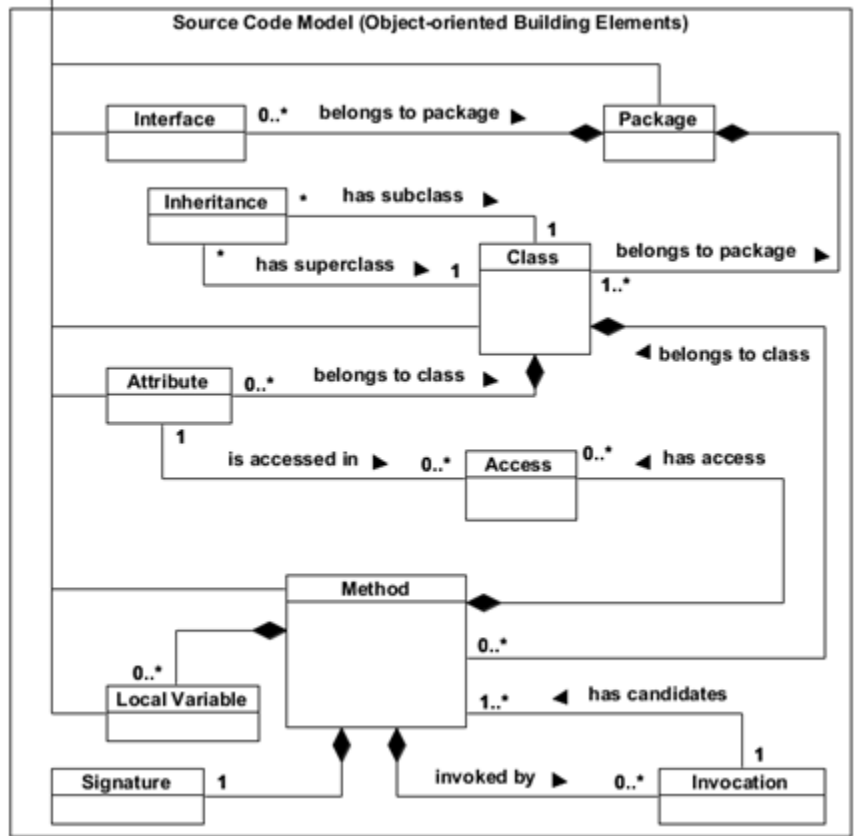 Source Code Model (Object-oriented Building Elements)
Interface 0..* belongs to package ► Package
Inheritance * has subclass ►
1
* has superclass ► 1 Class belongs to package ►
1..*
◄ belongs to class
Attribute 0..* belongs to class ►
1
is accessed in ► 0..* Access 0..* ◄ has access
Method
0..*
0..*
Local Variable 1..* ◄ has candidates
1
Signature 1 invoked by ► 0..* Invocation